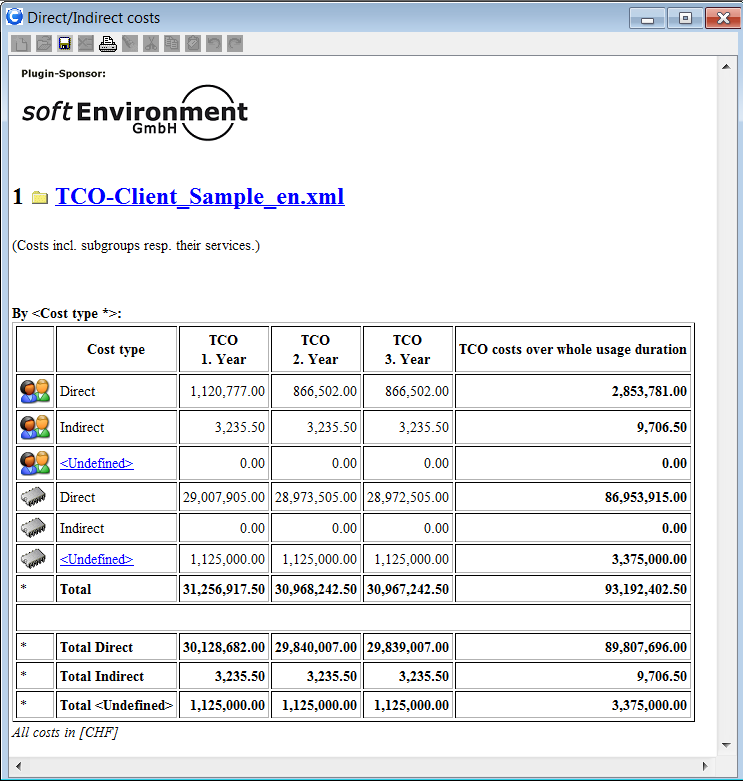 Direct/Indirect costs
Plugin-Sponsor:
soft Environment
GmbH
1 TCO-Client_Sample_en.xml
(Costs incl. subgroups resp. their services.)
By <Cost type *>:
Cost type TCO 1. Year TCO 2. Year TCO 3. Year TCO costs over whole usage duration
Direct 1,120,777.00 866,502.00 866,502.00 2,853,781.00
Indirect 3,235.50 3,235.50 3,235.50 9,706.50
<Undefined> 0.00 0.00 0.00 0.00
Direct 29,007,905.00 28,973,505.00 28,972,505.00 86,953,915.00
Indirect 0.00 0.00 0.00 0.00
<Undefined> 1,125,000.00 1,125,000.00 1,125,000.00 3,375,000.00
* Total 31,256,917.50 30,968,242.50 30,967,242.50 93,192,402.50
* Total Direct 30,128,682.00 29,840,007.00 29,839,007.00 89,807,696.00
* Total Indirect 3,235.50 3,235.50 3,235.50 9,706.50
* Total <Undefined> 1,125,000.00 1,125,000.00 1,125,000.00 3,375,000.00
All costs in [CHF]